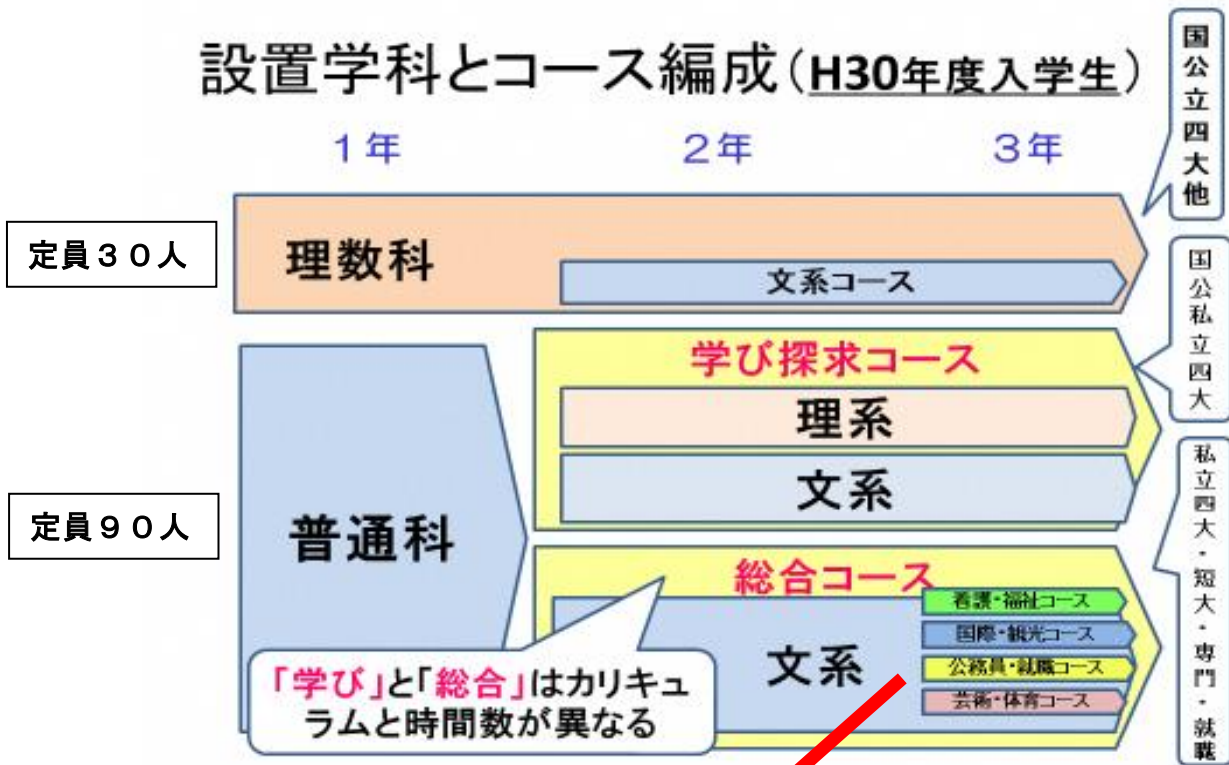 設置学科とコース編成(H30年度入学生)
1年
2年
3年
国公立四大他
定員30人
理数科
文系コース
国公私立四大
学び探求コース
理系
文系
定員90人
普通科
総合コース
文系
看護・福祉コース
国際・観光コース
公務員・就職コース
芸術・体育コース
「学び」と「総合」はカリキュ
ラムと時間数が異なる
私立四大・短大・専門・就職